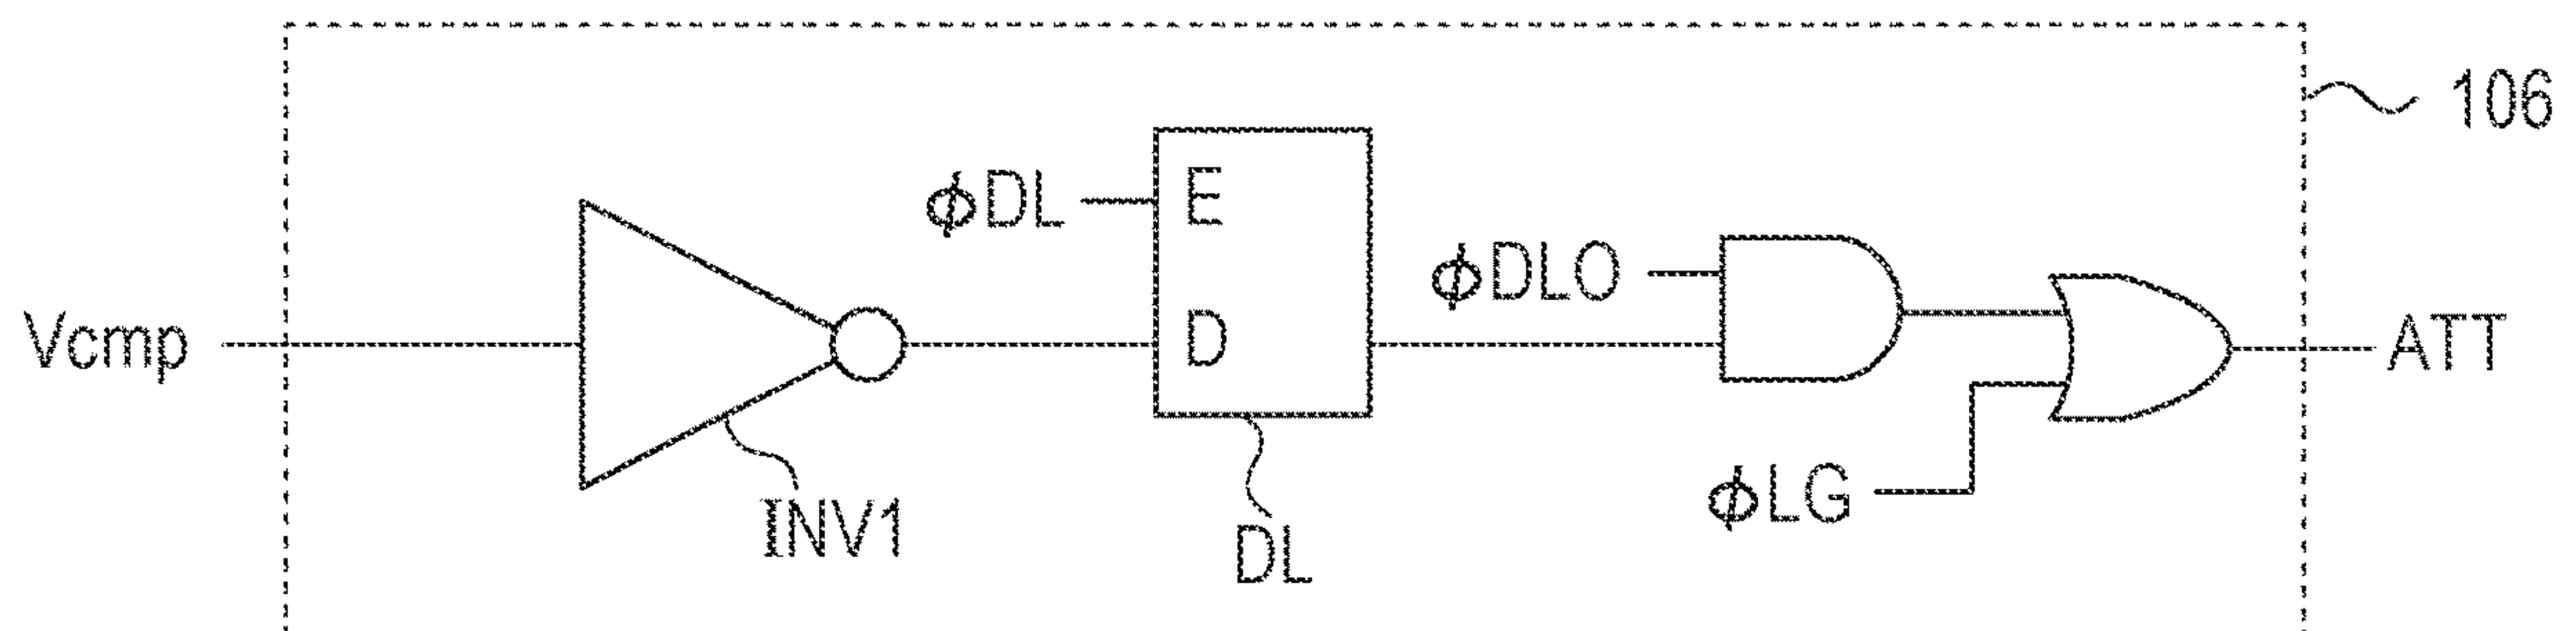 106
ϕDL
E
ϕDLO
D
Vcmp
ATT
ϕLG
INV1
DL